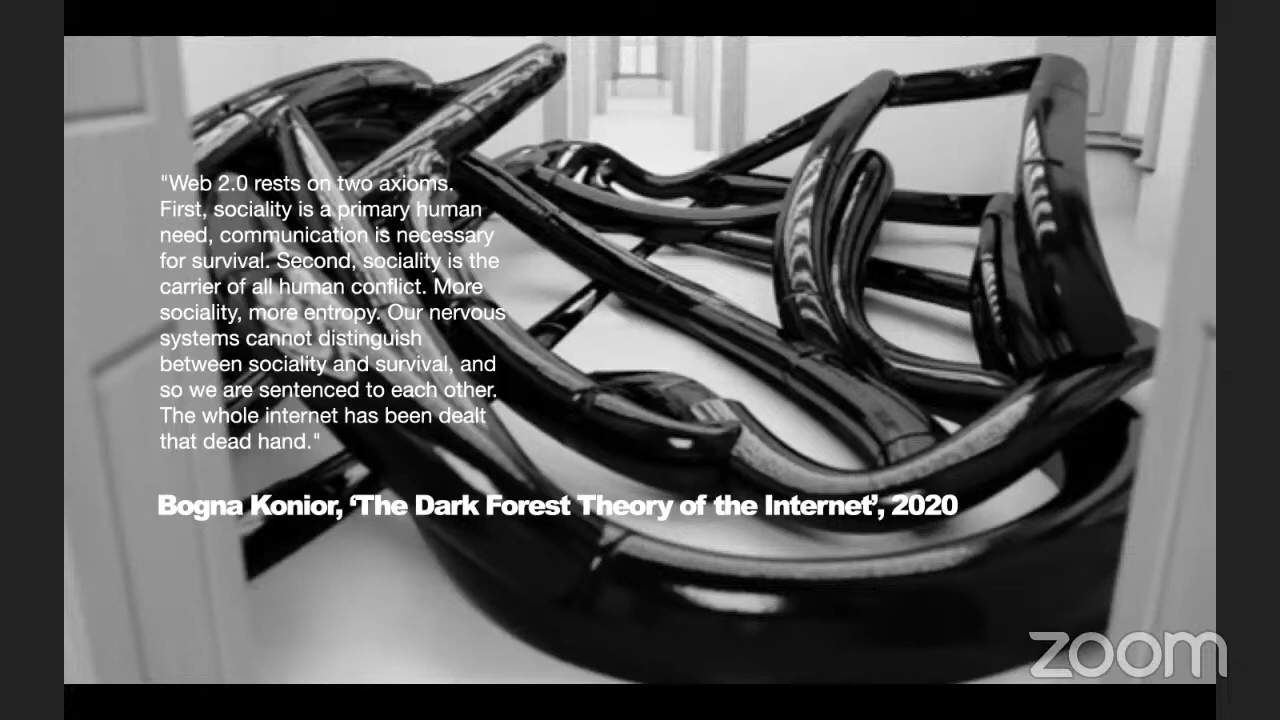 "Web 2.0 rests on two axioms.
First, sociality is a primary human
need, communication is necessary
for survival. Second, sociality is the
carrier of all human conflict. More
sociality, more entropy. Our nervous
systems cannot distinguish
between sociality and survival, and
so we are sentenced to each other.
The whole internet has been dealt
that dead hand."
Bogna Konior, ‘The Dark Forest Theory of the Internet’, 2020
zoom